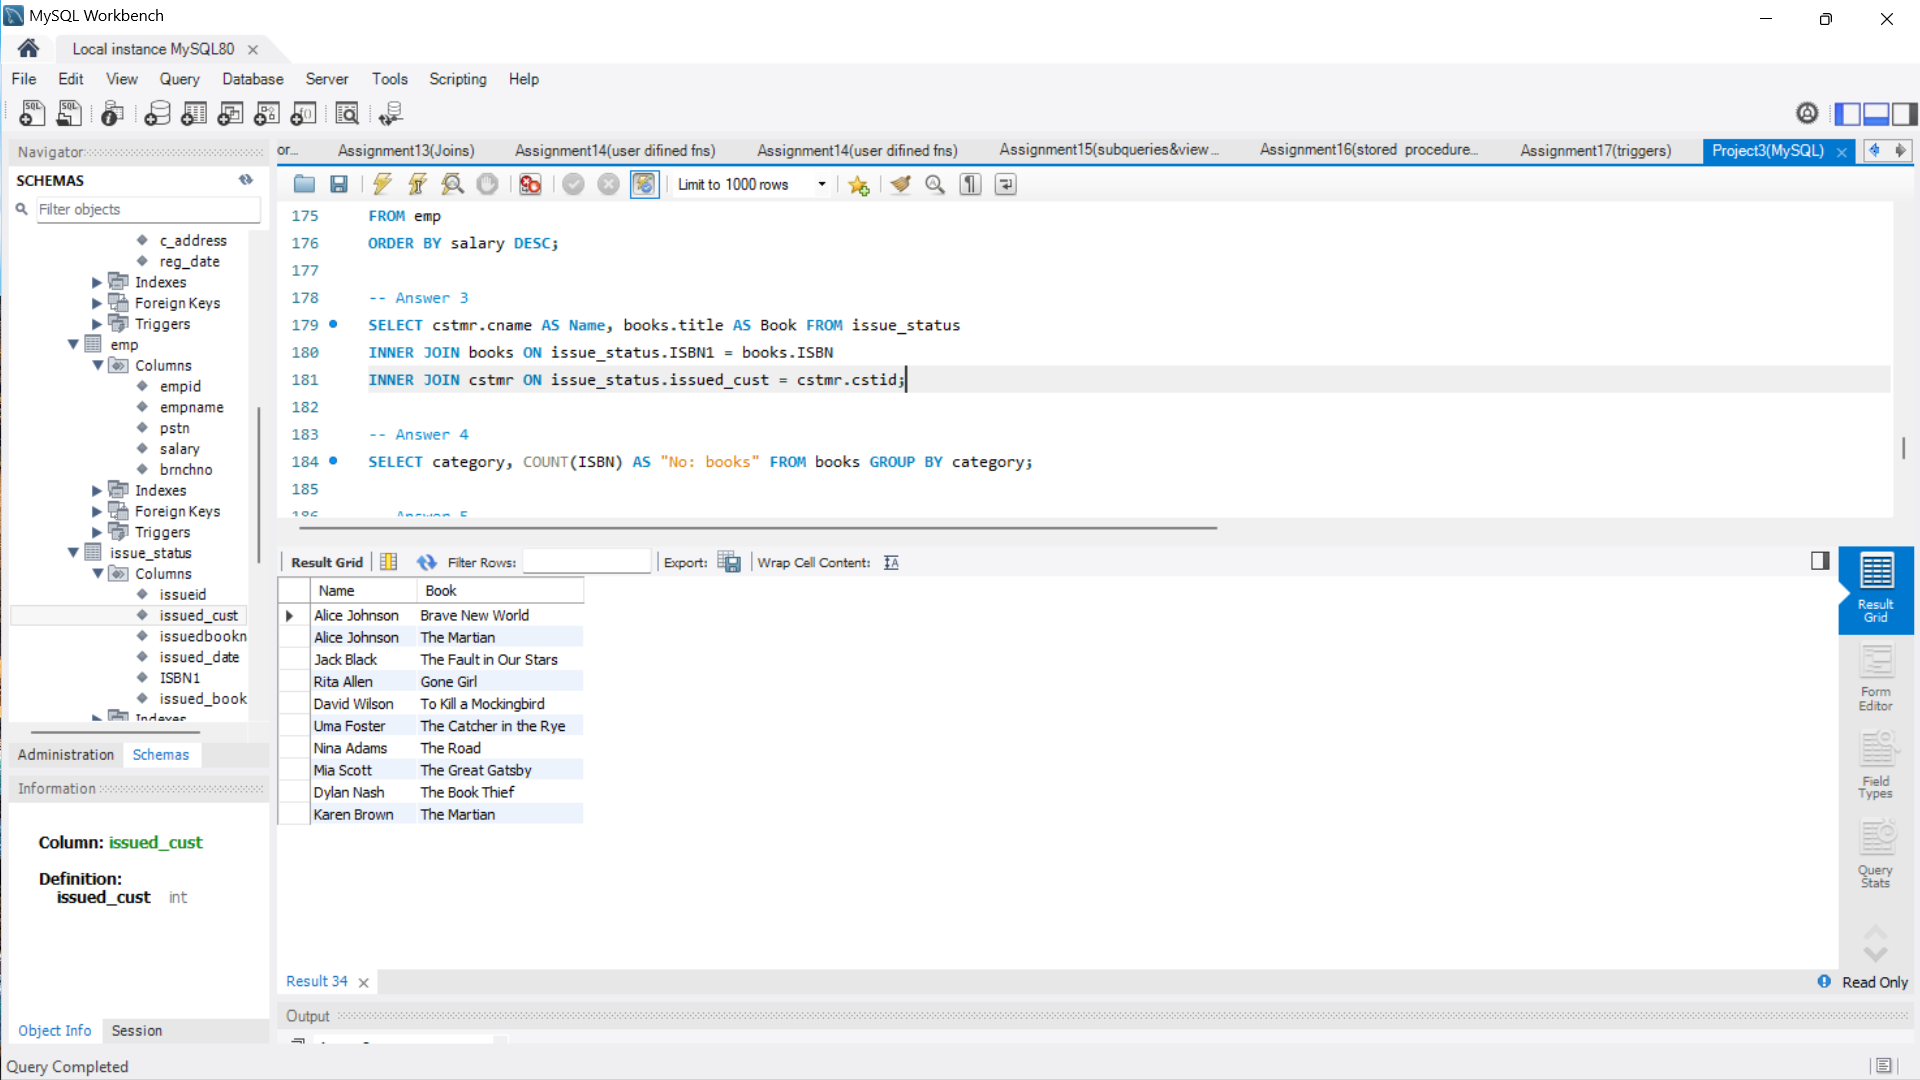 MySQL Workbench
Local instance MySQL80
File Edit View Query Database Server Tools Scripting Help
Navigator
SCHEMAS
Filter objects
c_address
reg_date
Indexes
Foreign Keys
Triggers
emp
Columns
empid
empname
pstn
salary
brnchno
Indexes
Foreign Keys
Triggers
issue_status
Columns
issueid
issued_cust
issuedbookn
issued_date
ISBN1
issued_book
Indexes
Administration Schemas
Information
Column: issued_cust
Definition:
issued_cust int
Object Info Session
Query Completed
or... Assignment13(Joins) Assignment14(user difined fns) Assignment14(user difined fns) Assignment15(subqueries&view... Assignment16(stored procedure... Assignment17(triggers) Project3(MySQL)
Limit to 1000 rows
175 FROM emp
176 ORDER BY salary DESC;
177
178 -- Answer 3
179 SELECT cstmr.cname AS Name, books.title AS Book FROM issue_status
180 INNER JOIN books ON issue_status.ISBN1 = books.ISBN
181 INNER JOIN cstmr ON issue_status.issued_cust = cstmr.cstid;
182
183 -- Answer 4
184 SELECT category, COUNT(ISBN) AS "No: books" FROM books GROUP BY category;
185
186 -- Answer 5
Result Grid Filter Rows: Export: Wrap Cell Content:
Name Book
Alice Johnson Brave New World
Alice Johnson The Martian
Jack Black The Fault in Our Stars
Rita Allen Gone Girl
David Wilson To Kill a Mockingbird
Uma Foster The Catcher in the Rye
Nina Adams The Road
Mia Scott The Great Gatsby
Dylan Nash The Book Thief
Karen Brown The Martian
Result Grid
Form Editor
Field Types
Query Stats
Result 34
Read Only
Output